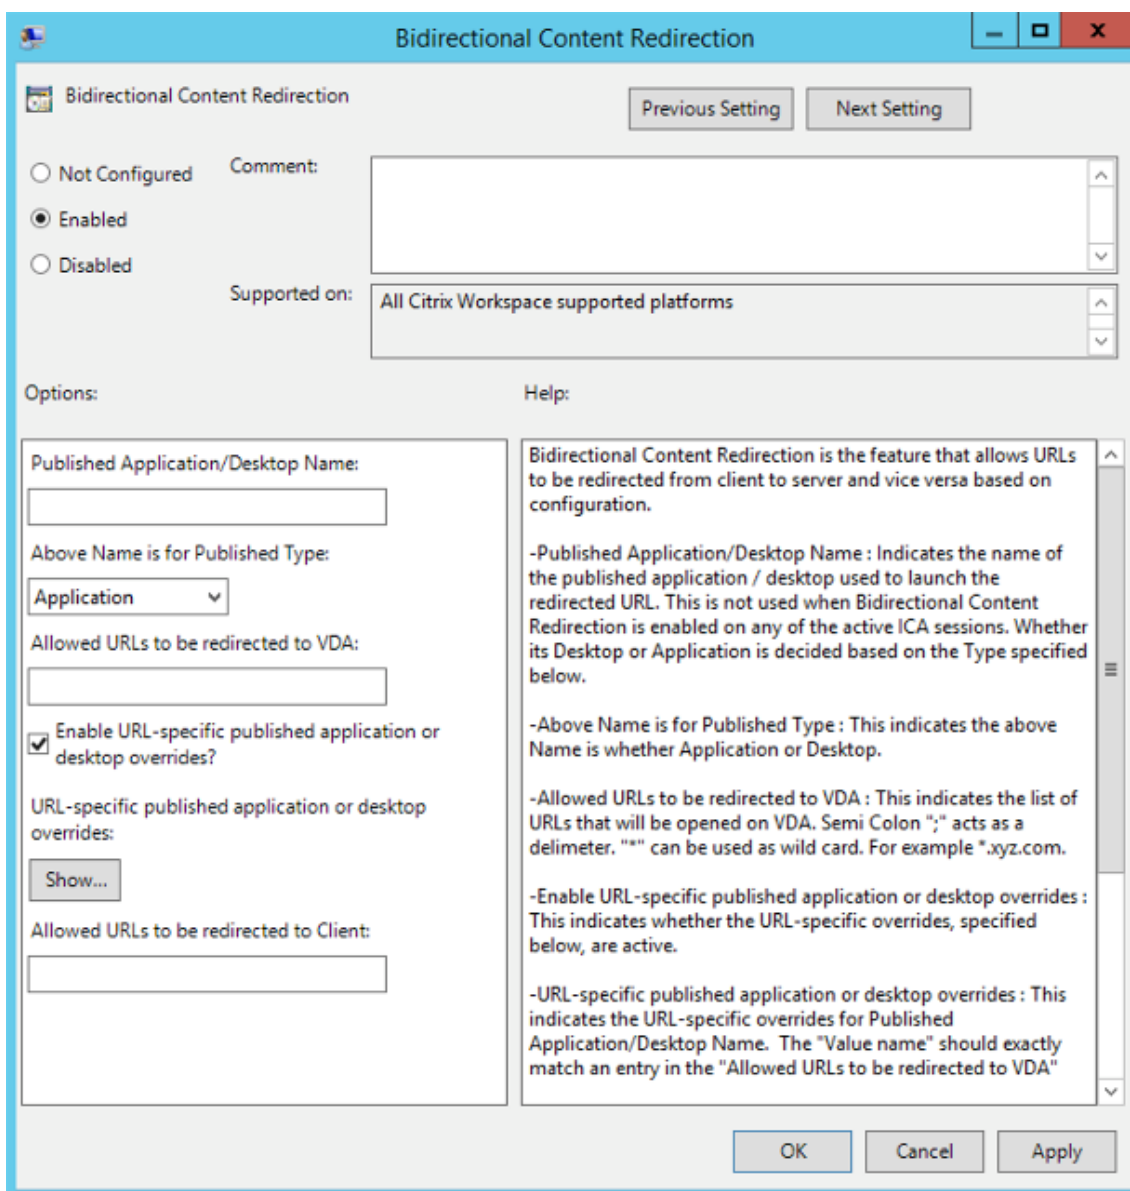 Bidirectional Content Redirection
Bidirectional Content Redirection
Previous Setting
Next Setting
Not Configured
Comment:
Enabled
Disabled
Supported on:
All Citrix Workspace supported platforms
Options:
Help:
Published Application/Desktop Name:
Above Name is for Published Type:
Application
Allowed URLs to be redirected to VDA:
Enable URL-specific published application or
desktop overrides?
URL-specific published application or desktop
overrides:
Show...
Allowed URLs to be redirected to Client:
Bidirectional Content Redirection is the feature that allows URLs
to be redirected from client to server and vice versa based on
configuration.
-Published Application/Desktop Name : Indicates the name of
the published application / desktop used to launch the
redirected URL. This is not used when Bidirectional Content
Redirection is enabled on any of the active ICA sessions. Whether
its Desktop or Application is decided based on the Type specified
below.
-Above Name is for Published Type : This indicates the above
Name is whether Application or Desktop.
-Allowed URLs to be redirected to VDA : This indicates the list of
URLs that will be opened on VDA. Semi Colon ";" acts as a
delimeter. "*" can be used as wild card. For example *.xyz.com.
-Enable URL-specific published application or desktop overrides :
This indicates whether the URL-specific overrides, specified
below, are active.
-URL-specific published application or desktop overrides : This
indicates the URL-specific overrides for Published
Application/Desktop Name. The "Value name" should exactly
match an entry in the "Allowed URLs to be redirected to VDA"
OK
Cancel
Apply